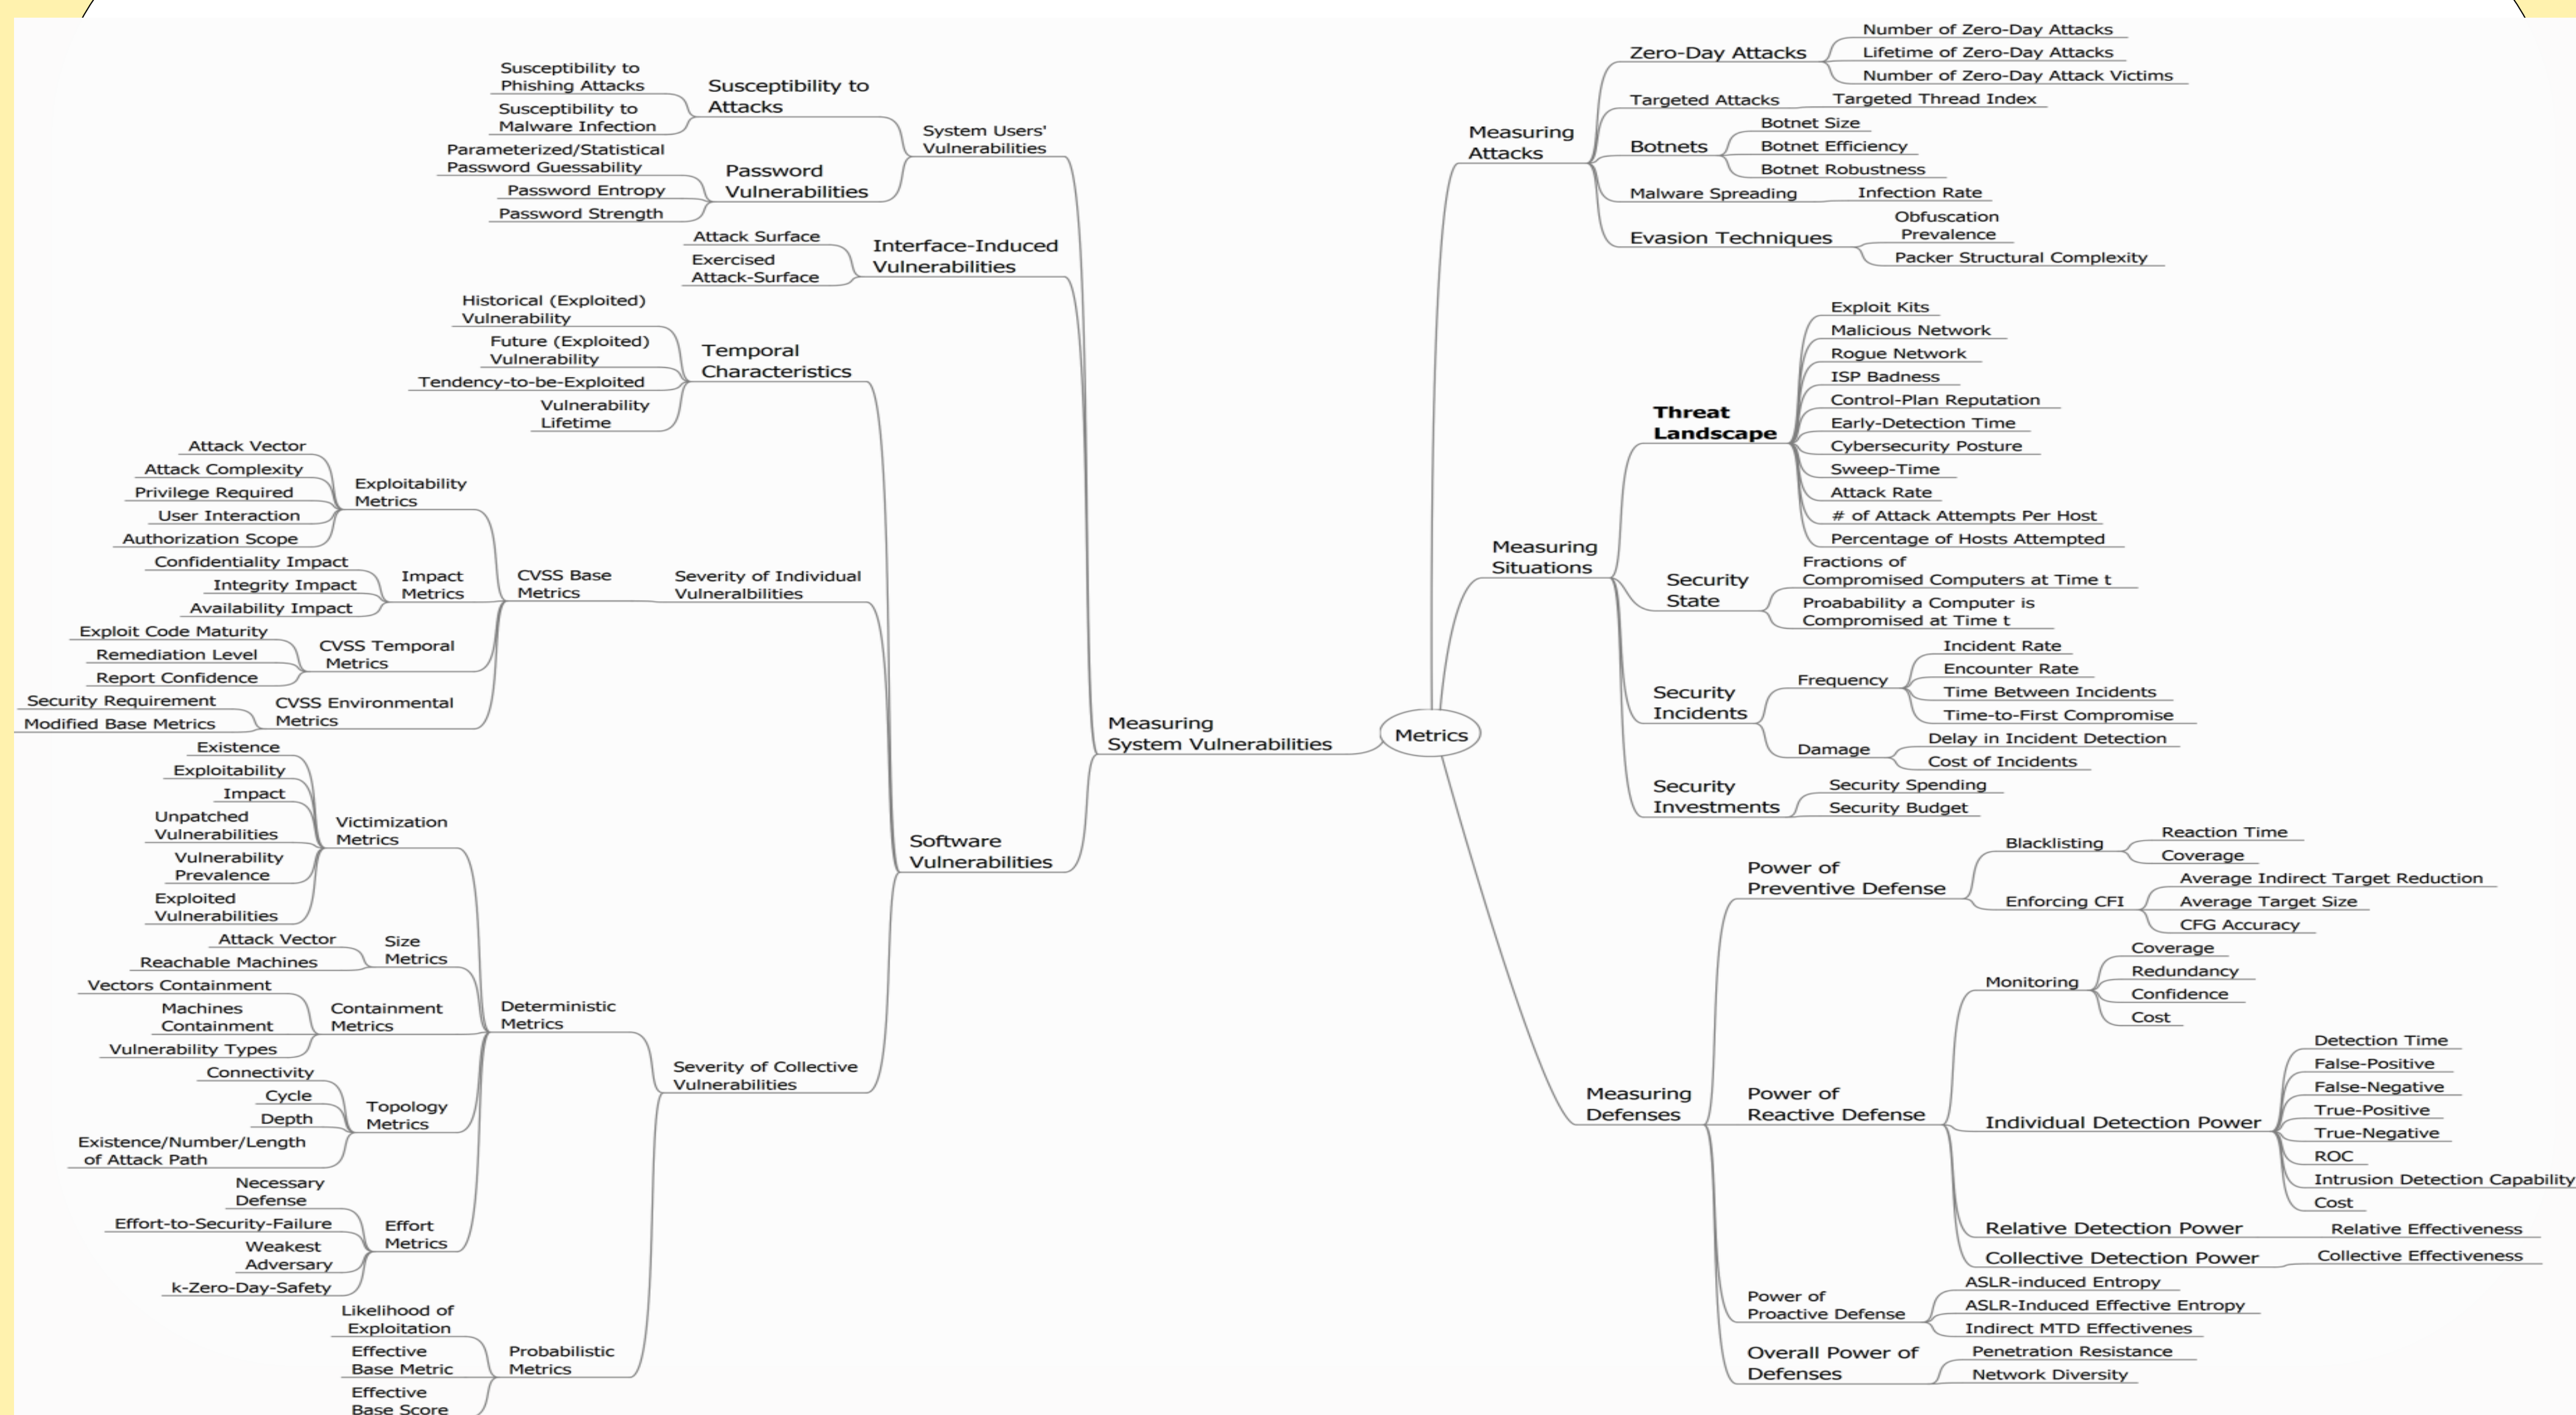 Susceptibility to
Phishing Attacks
Susceptibility to
Malware Infection
Susceptibility to
Attacks
Parameterized/Statistical
Password Guessability
Password Entropy
Password Strength
Password
Vulnerabilities
System Users'
Vulnerabilities
Attack Surface
Exercised
Attack-Surface
Interface-Induced
Vulnerabilities
Historical (Exploited)
Vulnerability
Future (Exploited)
Vulnerability
Tendency-to-be-Exploited
Vulnerability
Lifetime
Temporal
Characteristics
Attack Vector
Attack Complexity
Privilege Required
User Interaction
Authorization Scope
Exploitability
Metrics
Confidentiality Impact
Integrity Impact
Availability Impact
Impact
Metrics
CVSS Base
Metrics
Severity of Individual
Vulneralbilities
Exploit Code Maturity
Remediation Level
Report Confidence
CVSS Temporal
Metrics
Security Requirement
Modified Base Metrics
CVSS Environmental
Metrics
Existence
Exploitability
Impact
Unpatched
Vulnerabilities
Vulnerability
Prevalence
Exploited
Vulnerabilities
Victimization
Metrics
Attack Vector
Reachable Machines
Size
Metrics
Vectors Containment
Machines
Containment
Vulnerability Types
Containment
Metrics
Connectivity
Cycle
Depth
Existence/Number/Length
of Attack Path
Topology
Metrics
Necessary
Defense
Effort-to-Security-Failure
Weakest
Adversary
k-Zero-Day-Safety
Effort
Metrics
Deterministic
Metrics
Likelihood of
Exploitation
Effective
Base Metric
Effective
Base Score
Probabilistic
Metrics
Severity of Collective
Vulnerabilities
Software
Vulnerabilities
Measuring
System Vulnerabilities
Metrics
Measuring
Attacks
Zero-Day Attacks
Number of Zero-Day Attacks
Lifetime of Zero-Day Attacks
Number of Zero-Day Attack Victims
Targeted Attacks
Targeted Thread Index
Botnets
Botnet Size
Botnet Efficiency
Botnet Robustness
Malware Spreading
Infection Rate
Evasion Techniques
Obfuscation
Prevalence
Packer Structural Complexity
Measuring
Situations
Threat
Landscape
Exploit Kits
Malicious Network
Rogue Network
ISP Badness
Control-Plan Reputation
Early-Detection Time
Cybersecurity Posture
Sweep-Time
Attack Rate
# of Attack Attempts Per Host
Percentage of Hosts Attempted
Security
State
Fractions of
Compromised Computers at Time t
Proabability a Computer is
Compromised at Time t
Security
Incidents
Frequency
Incident Rate
Encounter Rate
Time Between Incidents
Time-to-First Compromise
Damage
Delay in Incident Detection
Cost of Incidents
Security
Investments
Security Spending
Security Budget
Measuring
Defenses
Power of
Preventive Defense
Blacklisting
Reaction Time
Coverage
Enforcing CFI
Average Indirect Target Reduction
Average Target Size
CFG Accuracy
Power of
Reactive Defense
Monitoring
Coverage
Redundancy
Confidence
Cost
Individual Detection Power
Detection Time
False-Positive
False-Negative
True-Positive
True-Negative
ROC
Intrusion Detection Capability
Cost
Relative Detection Power
Relative Effectiveness
Collective Detection Power
Collective Effectiveness
Power of
Proactive Defense
ASLR-induced Entropy
ASLR-Induced Effective Entropy
Indirect MTD Effectivenes
Overall Power of
Defenses
Penetration Resistance
Network Diversity